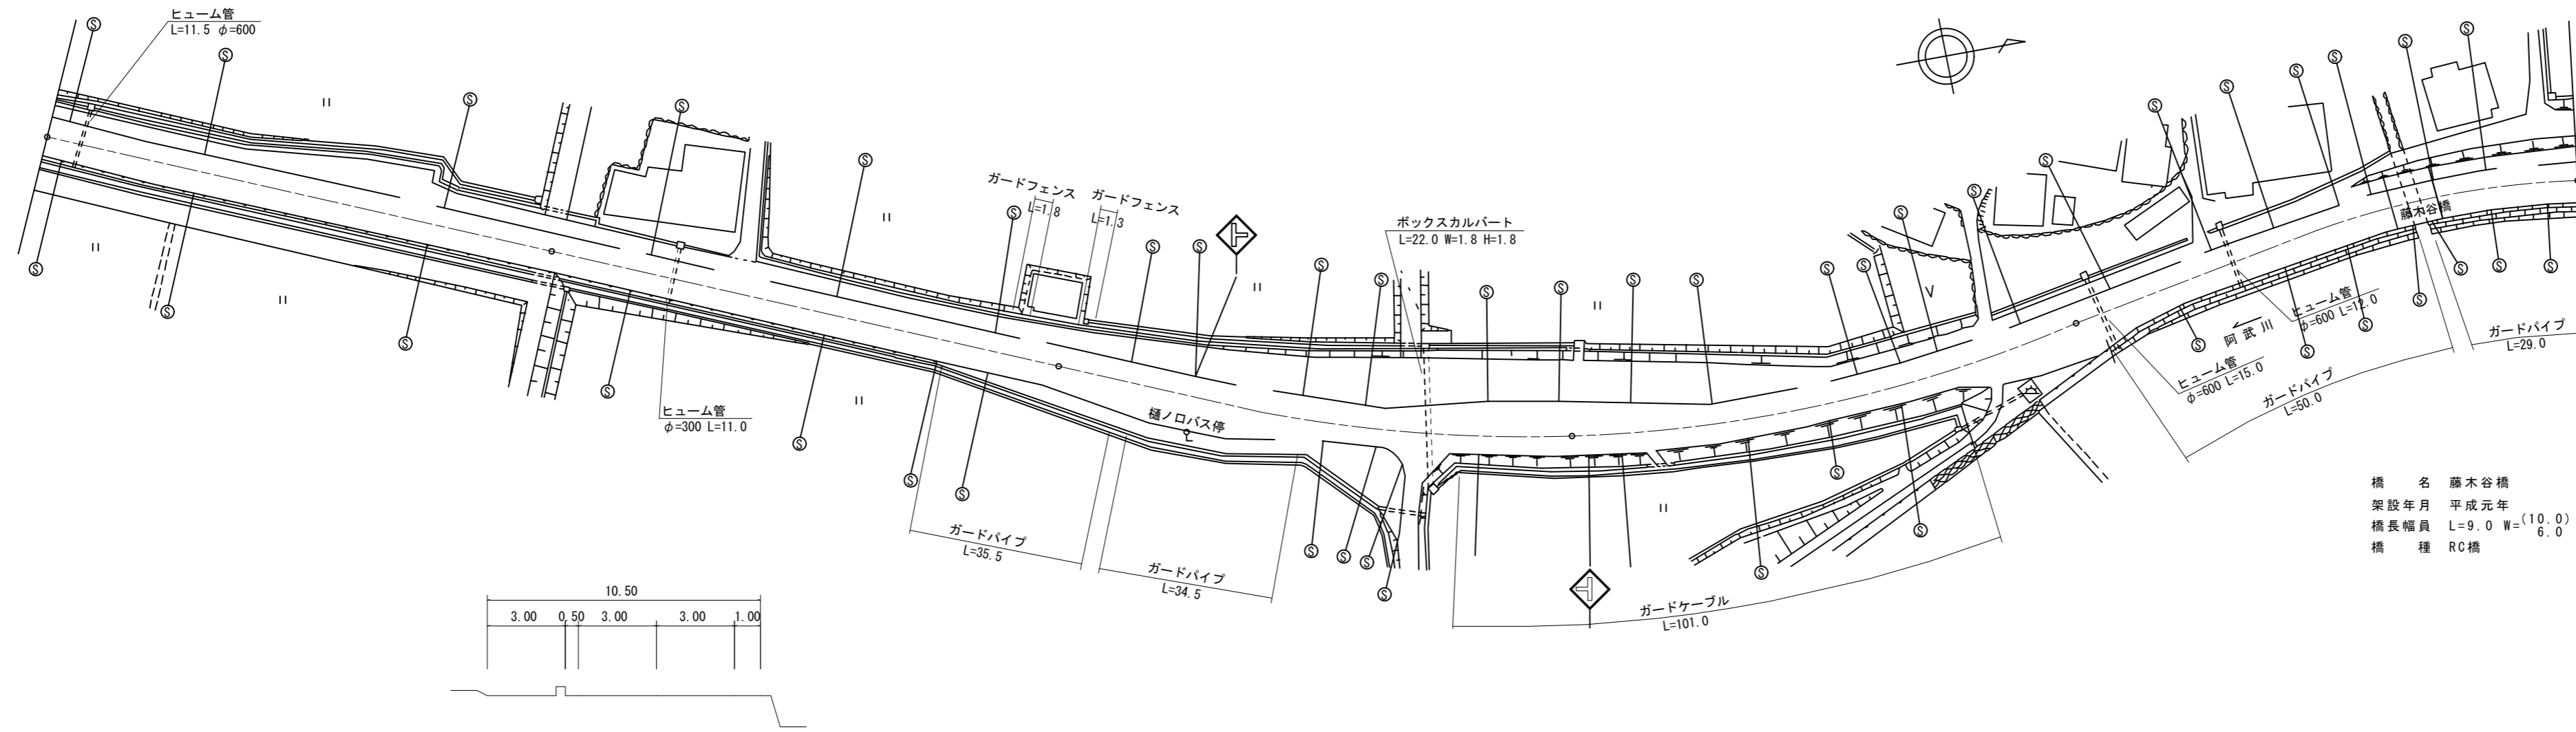 ヒューム管
L=11.5 φ=600
ガードフェンス
L=1.8
ガードフェンス
L=1.3
ボックスカルバート
L=22.0 W=1.8 H=1.8
藤木谷橋
ヒューム管
φ=600 L=12.0
阿武川
ガードパイプ
L=29.0
ヒューム管
φ=600 L=15.0
ガードパイプ
L=50.0
ヒューム管
φ=300 L=11.0
樋ノ口バス停
ガードパイプ
L=35.5
ガードパイプ
L=34.5
ガードケーブル
L=101.0
橋名 藤木谷橋
架設年月 平成元年
橋長幅員 L=9.0 W=(10.0)
6.0
橋種 RC橋
10.50
3.00 0.50 3.00 3.00 1.00
S S S S S S S S S S S S S S S S S S S S S S S S S S
S S S S S S S S S S S S S S S S S S S S S S S